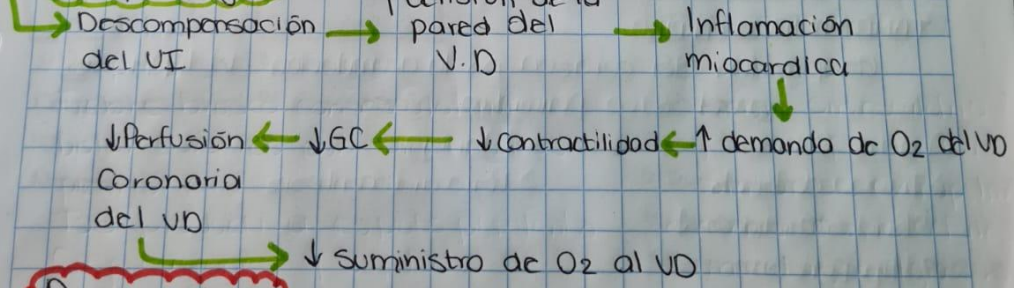 → Descompensación → pared del → Inflamación
del VI V.D miocardica
↓Perfusión ← ↓GC ← ↓contractilidad ← ↑ demanda de O2 del VD
Coronaria
del VD
→ ↓ suministro de O2 al VD